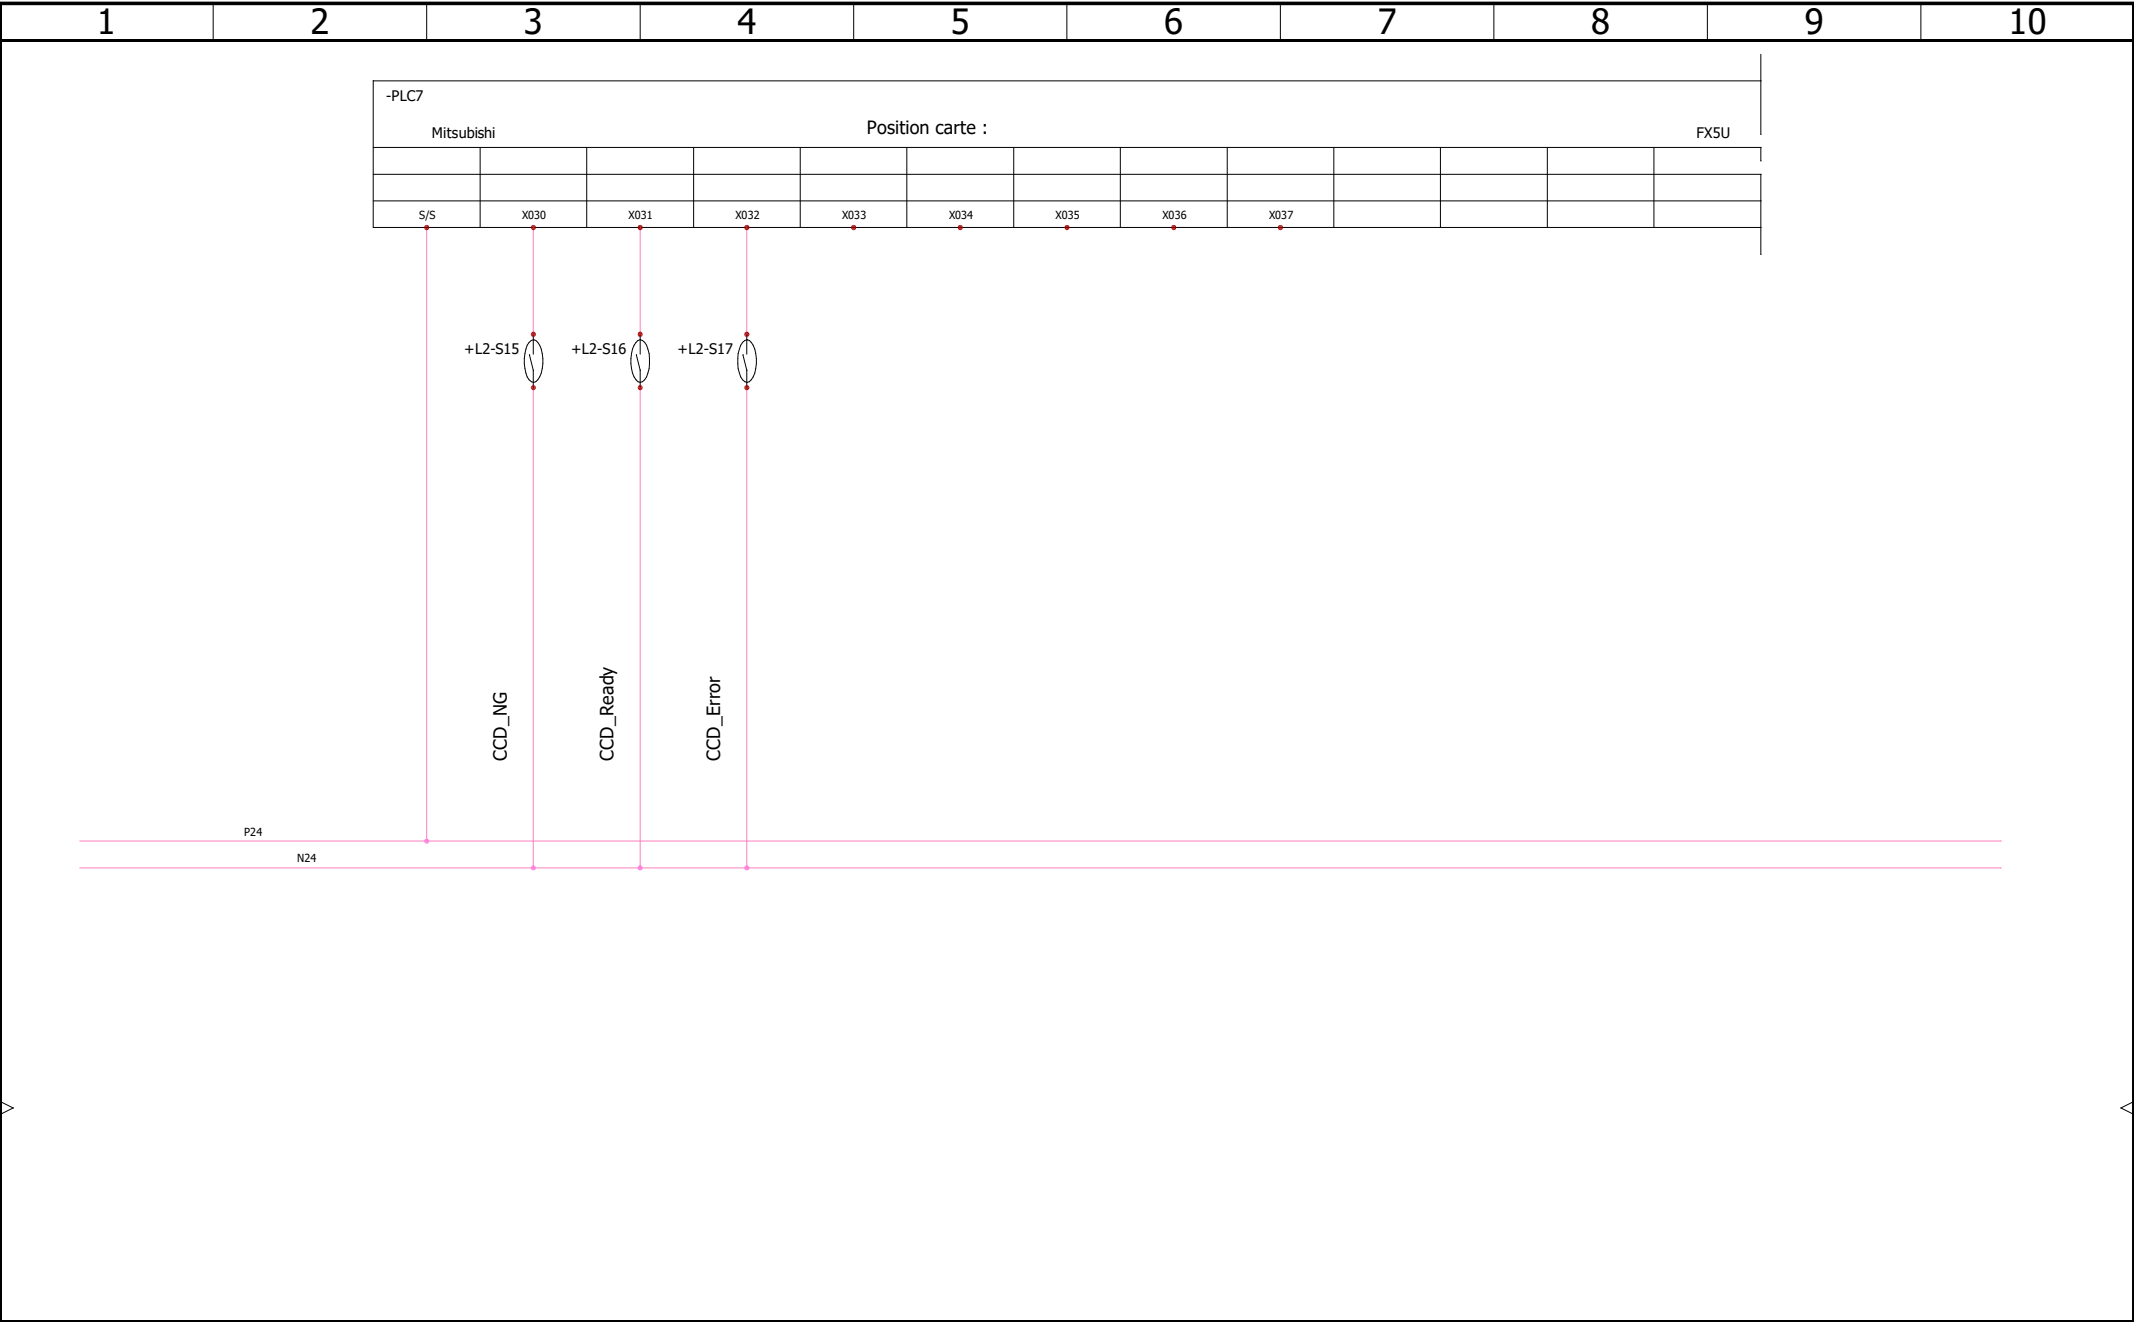 1 2 3 4 5 6 7 8 9 10
-PLC7
Mitsubishi Position carte : FX5U
S/S X030 X031 X032 X033 X034 X035 X036 X037
+L2-S15 +L2-S16 +L2-S17
CCD_NG
CCD_Ready
CCD_Error
P24
N24